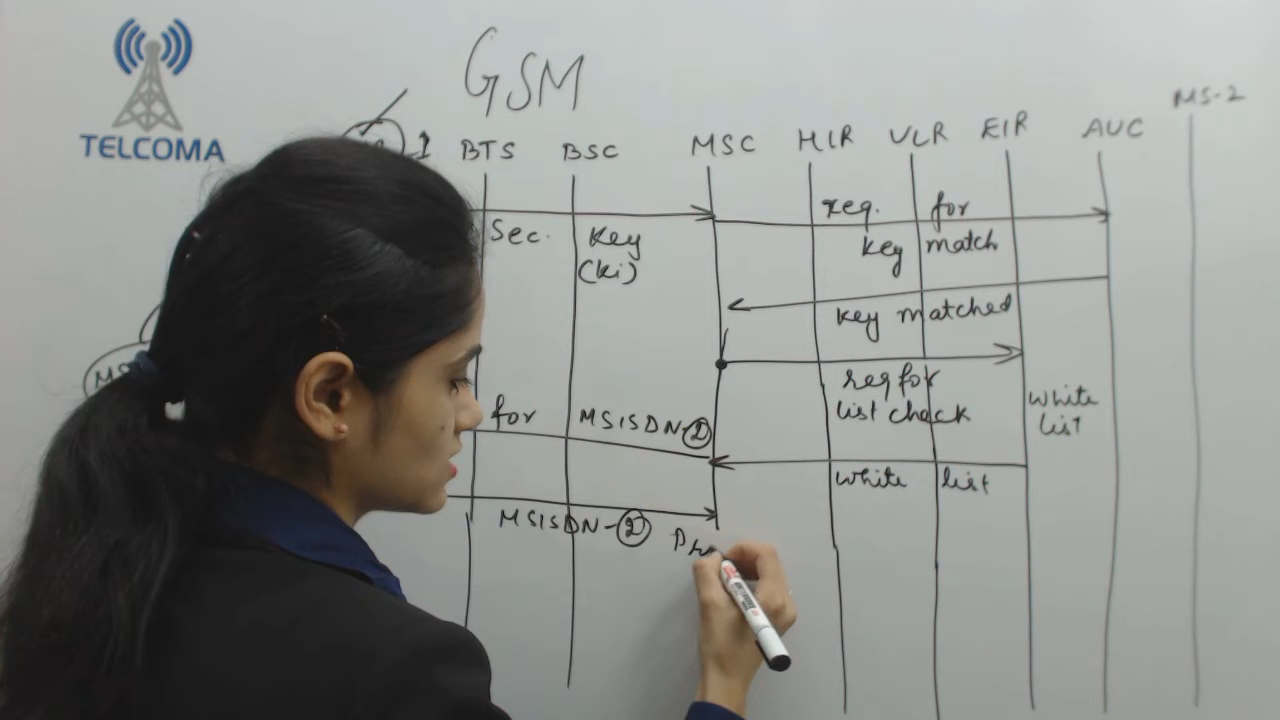 GSM
TELCOMA
1 BTS BSC MSC HLR VLR EIR AUC MS-2
req. for
key match
Sec. Key
(Ki)
key matched
req for
list check
white
list
for MSISDN-2
white list
MSISDN-2